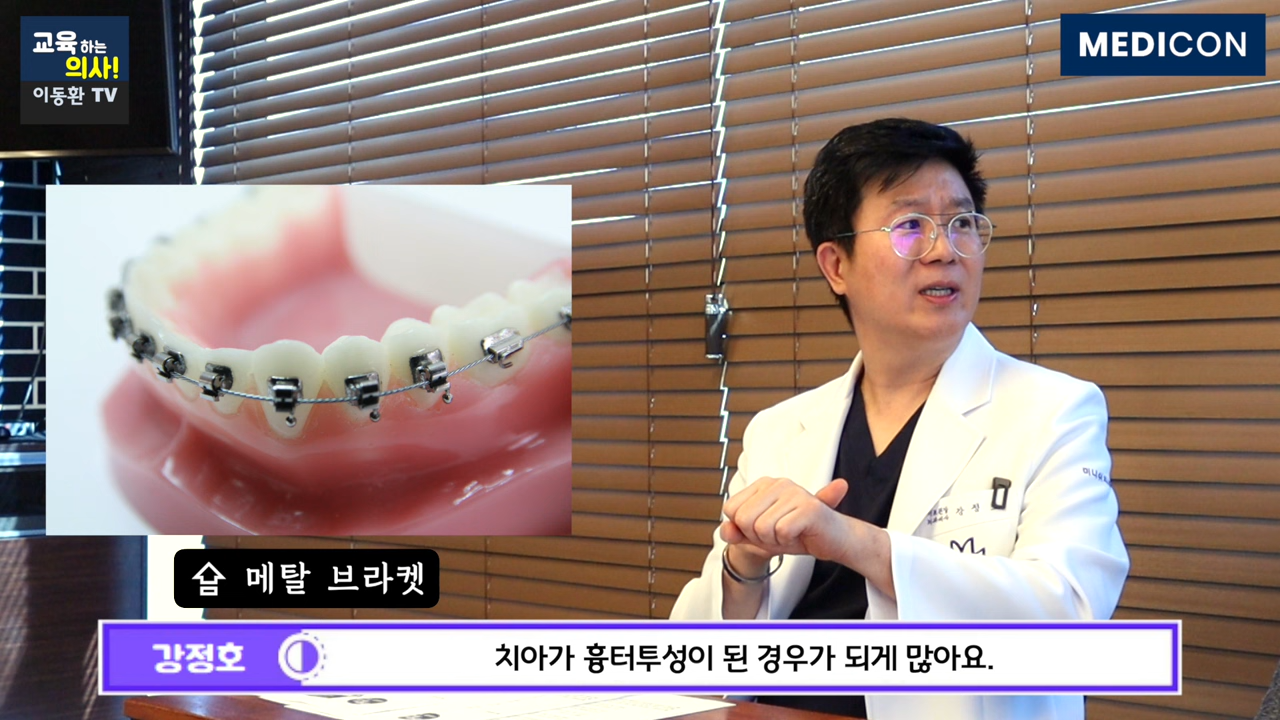 교육하는
의사!
이동환 TV
MEDICON
메탈 브라켓
강정호
치아가 흉터투성이 된 경우가 되게 많아요.